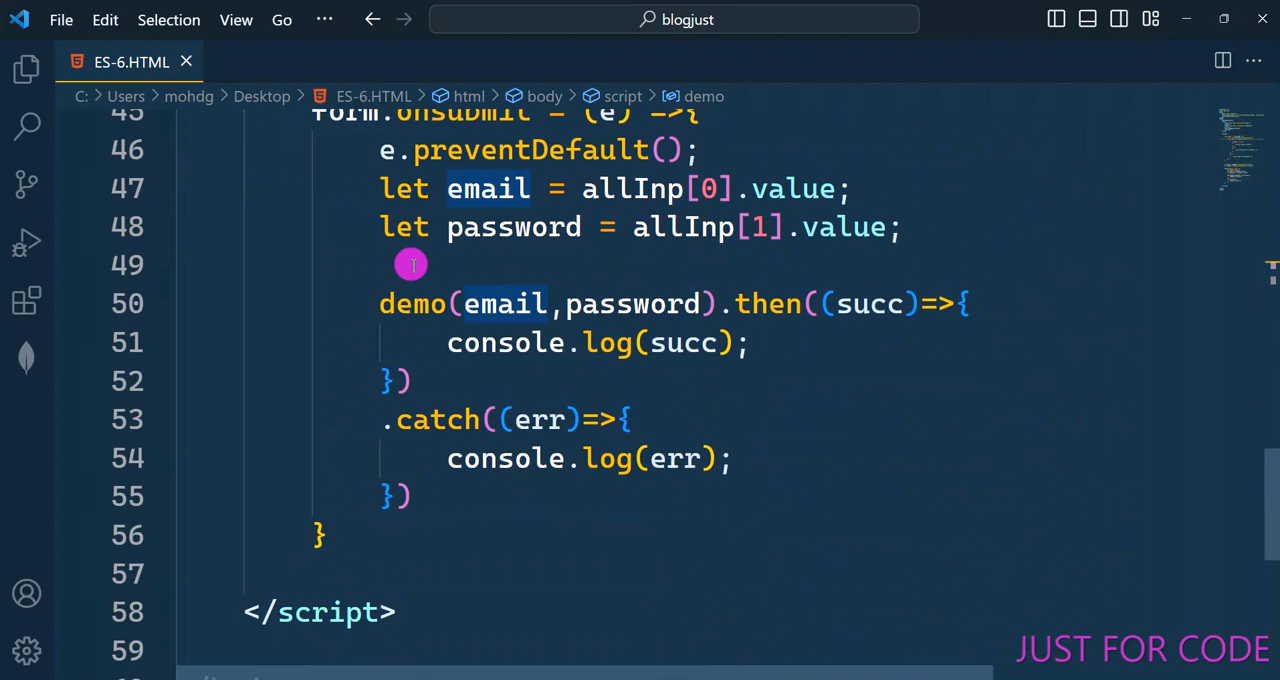 File Edit Selection View Go ··· blogjust
ES-6.HTML
C: > Users > mohdg > Desktop > ES-6.HTML > html > body > script > demo
45 form.onsubmit = (e) =>{
46 e.preventDefault();
47 let email = allInp[0].value;
48 let password = allInp[1].value;
49
50 demo(email,password).then((succ)=>{
51 console.log(succ);
52 })
53 .catch((err)=>{
54 console.log(err);
55 })
56 }
57
58 </script>
59
JUST FOR CODE